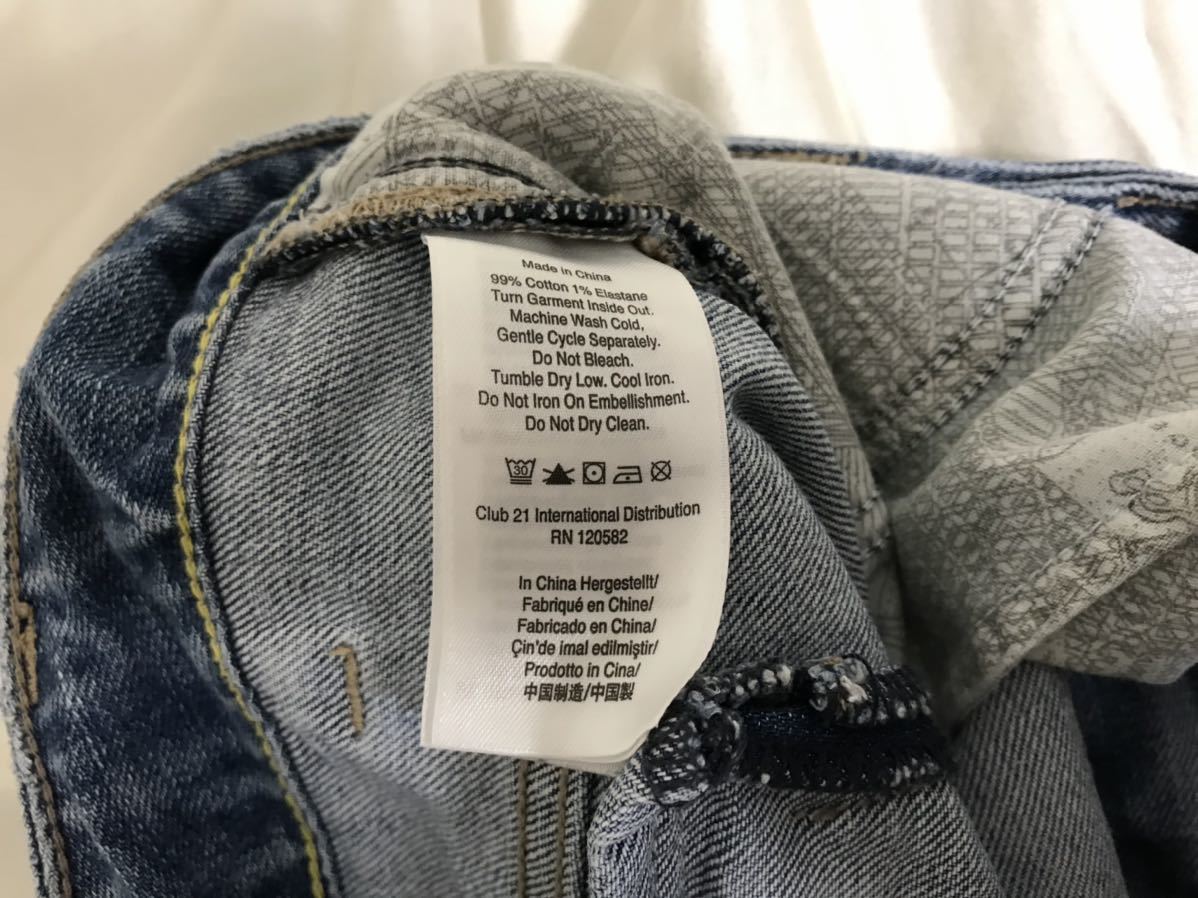 Made in China
99% Cotton 1% Elastane
Turn Garment Inside Out.
Machine Wash Cold,
Gentle Cycle Separately.
Do Not Bleach.
Tumble Dry Low. Cool Iron.
Do Not Iron On Embellishment.
Do Not Dry Clean.
30
Club 21 International Distribution
RN 120582
In China Hergestellt/
Fabriqué en Chine/
Fabricado en China/
Çin'de imal edilmiştir/
Prodotto in Cina/
中国制造/中国製